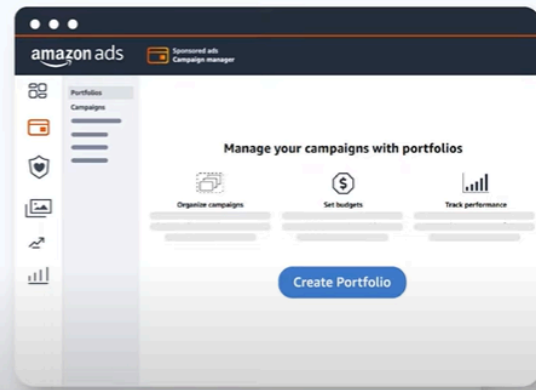 amazon ads
Sponsored ads
Campaign manager
Portfolios
Campaigns
Manage your campaigns with portfolios
Organize campaigns
Set budgets
Track performance
Create Portfolio